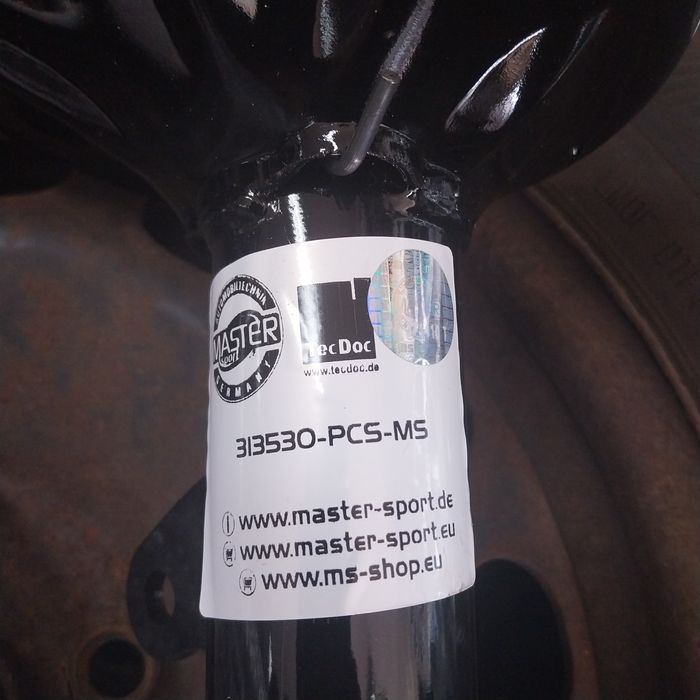 AUTOMOBILTECHNIK
MASTER
sport
GERMANY
TecDoc
www.tecdoc.de
313530-PCS-MS
www.master-sport.de
www.master-sport.eu
www.ms-shop.eu